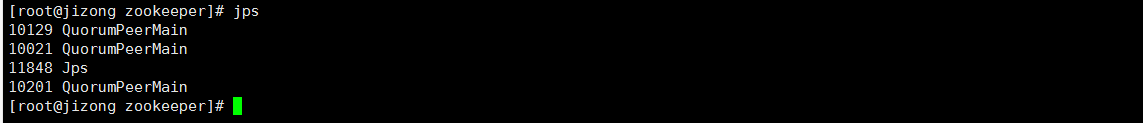 [root@jizong zookeeper]# jps
10129 QuorumPeerMain
10021 QuorumPeerMain
11848 Jps
10201 QuorumPeerMain
[root@jizong zookeeper]#